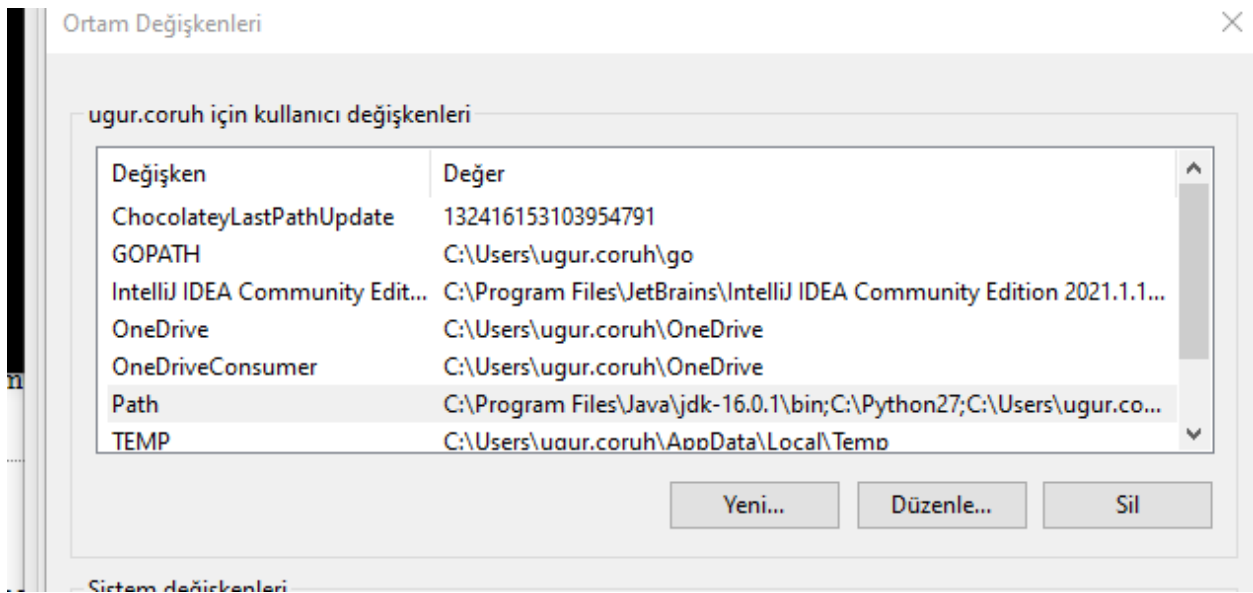 Ortam Değişkenleri
ugur.coruh için kullanıcı değişkenleri
Değişken Değer
ChocolateyLastPathUpdate 132416153103954791
GOPATH C:\Users\ugur.coruh\go
IntelliJ IDEA Community Edit... C:\Program Files\JetBrains\IntelliJ IDEA Community Edition 2021.1.1...
OneDrive C:\Users\ugur.coruh\OneDrive
OneDriveConsumer C:\Users\ugur.coruh\OneDrive
Path C:\Program Files\Java\jdk-16.0.1\bin;C:\Python27;C:\Users\ugur.co...
TEMP C:\Users\ugur.coruh\AppData\Local\Temp
Yeni... Düzenle... Sil
Sistem değişkenleri